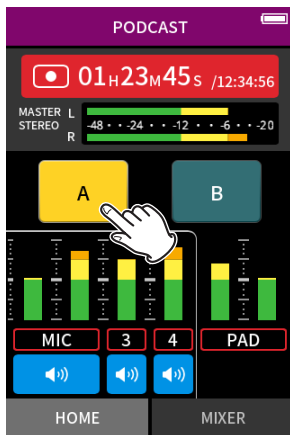 PODCAST
01H23M45S /12:34:56
MASTER L
STEREO -48 · · -24 · · -12 · · -6 · · -20
R
A B
MIC 3 4 PAD
HOME MIXER